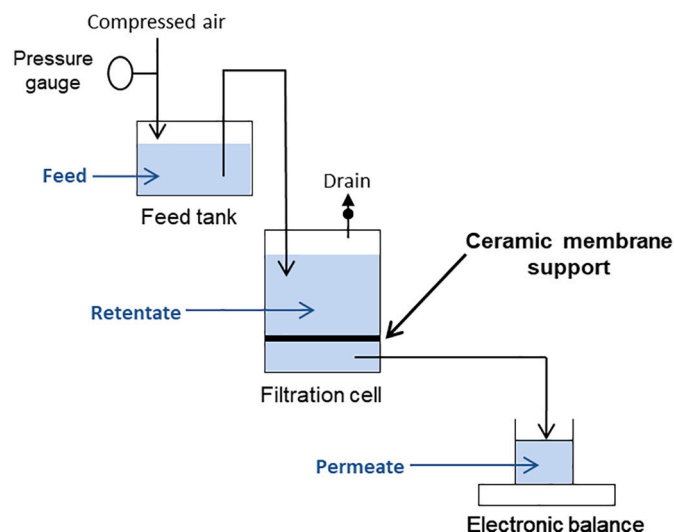 Compressed air
Pressure
gauge
Feed
Feed tank
Drain
Ceramic membrane
support
Retentate
Filtration cell
Permeate
Electronic balance